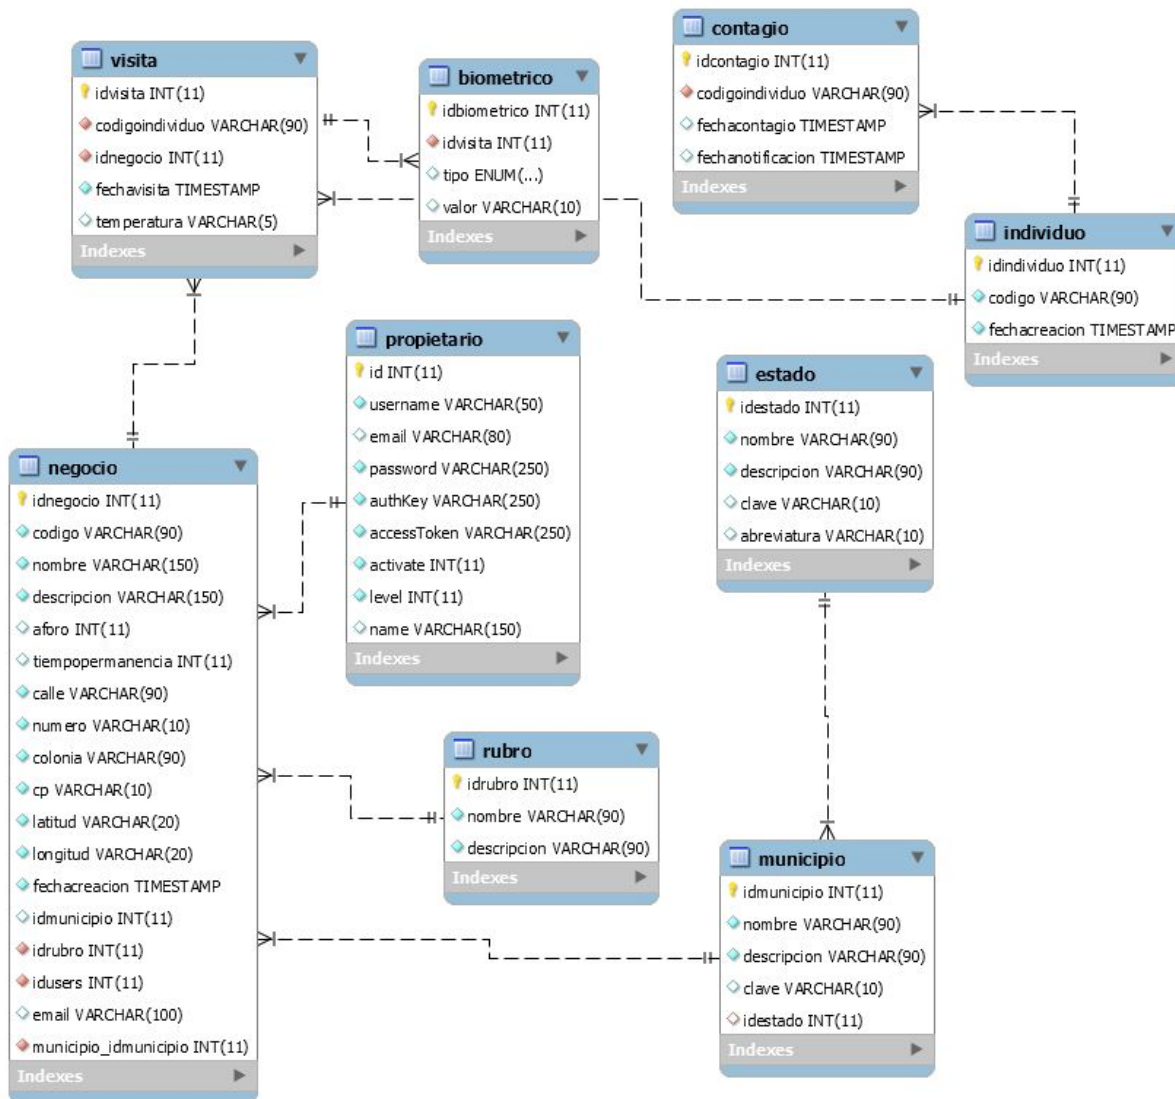 visita
idvisita INT(11)
codigoindividuo VARCHAR(90)
idnegocio INT(11)
fechavisita TIMESTAMP
temperatura VARCHAR(5)
Indexes
biometrico
idbiometrico INT(11)
idvisita INT(11)
tipo ENUM(...)
valor VARCHAR(10)
Indexes
contagio
idcontagio INT(11)
codigoindividuo VARCHAR(90)
fechacontagio TIMESTAMP
fechanotificacion TIMESTAMP
Indexes
individuo
idindividuo INT(11)
codigo VARCHAR(90)
fechacreacion TIMESTAMP
Indexes
propietario
id INT(11)
username VARCHAR(50)
email VARCHAR(80)
password VARCHAR(250)
authKey VARCHAR(250)
accessToken VARCHAR(250)
activate INT(11)
level INT(11)
name VARCHAR(150)
Indexes
estado
idestado INT(11)
nombre VARCHAR(90)
descripcion VARCHAR(90)
clave VARCHAR(10)
abreviatura VARCHAR(10)
Indexes
negocio
idnegocio INT(11)
codigo VARCHAR(90)
nombre VARCHAR(150)
descripcion VARCHAR(150)
aforo INT(11)
tiempopermanencia INT(11)
calle VARCHAR(90)
numero VARCHAR(10)
colonia VARCHAR(90)
cp VARCHAR(10)
latitud VARCHAR(20)
longitud VARCHAR(20)
fechacreacion TIMESTAMP
idmunicipio INT(11)
idrubro INT(11)
idusers INT(11)
email VARCHAR(100)
municipio_idmunicipio INT(11)
Indexes
rubro
idrubro INT(11)
nombre VARCHAR(90)
descripcion VARCHAR(90)
Indexes
municipio
idmunicipio INT(11)
nombre VARCHAR(90)
descripcion VARCHAR(90)
clave VARCHAR(10)
idestado INT(11)
Indexes